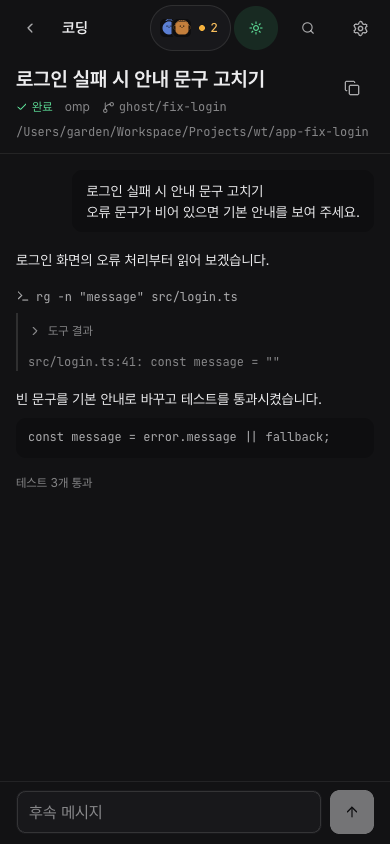 코딩
2
로그인 실패 시 안내 문구 고치기
완료 omp ghost/fix-login
/Users/garden/Workspace/Projects/wt/app-fix-login
로그인 실패 시 안내 문구 고치기
오류 문구가 비어 있으면 기본 안내를 보여 주세요.
로그인 화면의 오류 처리부터 읽어 보겠습니다.
rg -n "message" src/login.ts
도구 결과
src/login.ts:41: const message = ""
빈 문구를 기본 안내로 바꾸고 테스트를 통과시켰습니다.
const message = error.message || fallback;
테스트 3개 통과
후속 메시지